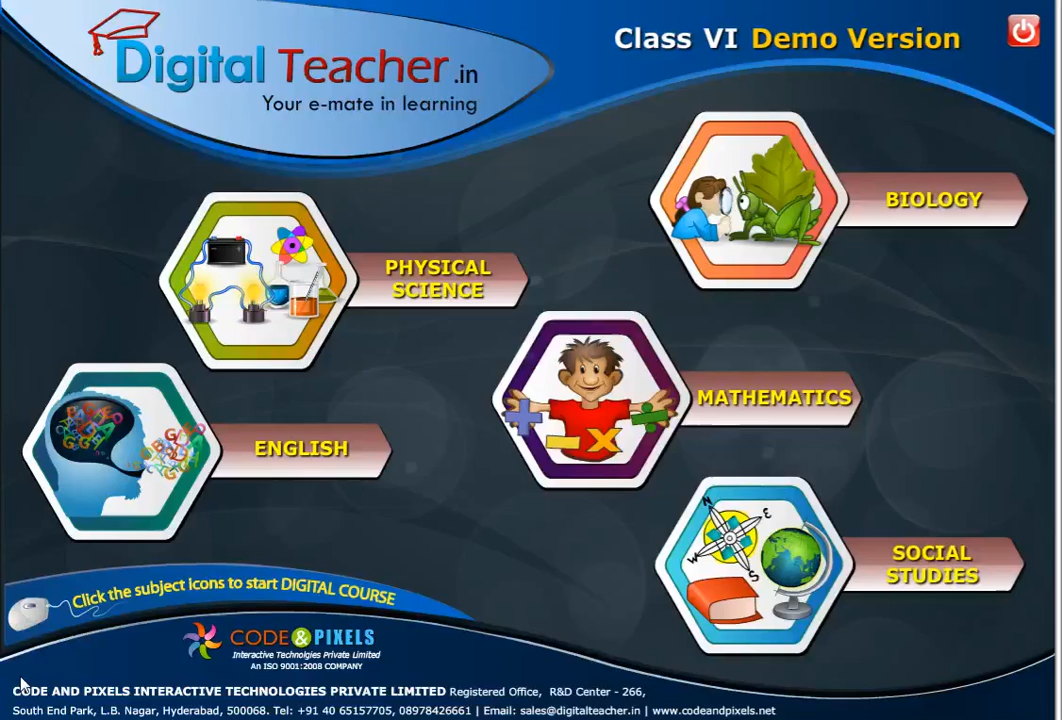 Digital Teacher.in
Your e-mate in learning
Class VI Demo Version
BIOLOGY
PHYSICAL
SCIENCE
MATHEMATICS
ENGLISH
N
E
W
S
SOCIAL
STUDIES
Click the subject icons to start DIGITAL COURSE
CODE & PIXELS
Interactive Technolgies Private Limited
An ISO 9001:2008 COMPANY
CODE AND PIXELS INTERACTIVE TECHNOLOGIES PRIVATE LIMITED Registered Office, R&D Center - 266,
South End Park, L.B. Nagar, Hyderabad, 500068. Tel: +91 40 65157705, 08978426661 | Email: sales@digitalteacher.in | www.codeandpixels.net